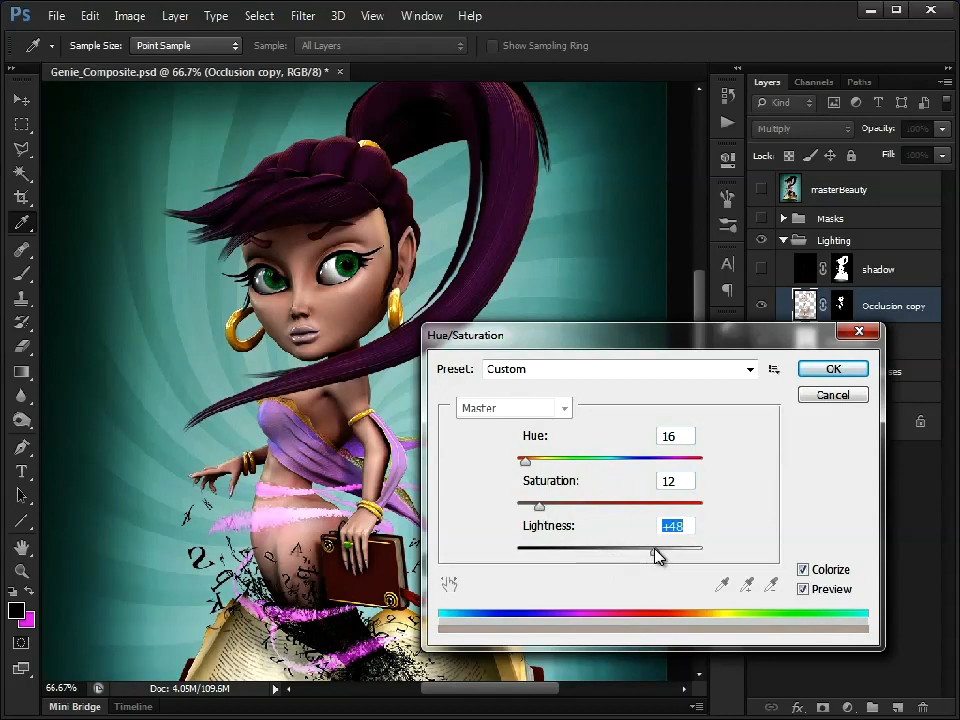 Ps File Edit Image Layer Type Select Filter 3D View Window Help
Sample Size: Point Sample Sample: All Layers Show Sampling Ring
Genie_Composite.psd @ 66.7% (Occlusion copy, RGB/8) * ×
Layers Channels Paths
Kind
Multiply Opacity: 100%
Lock: Fill: 100%
masterBeauty
Masks
Lighting
shadow
Occlusion copy
Hue/Saturation
Preset: Custom OK
Cancel
Master
Hue: 16
Saturation: 12
Lightness: +48
Colorize
Preview
66.67% Doc: 4.05M/109.6M
Mini Bridge Timeline